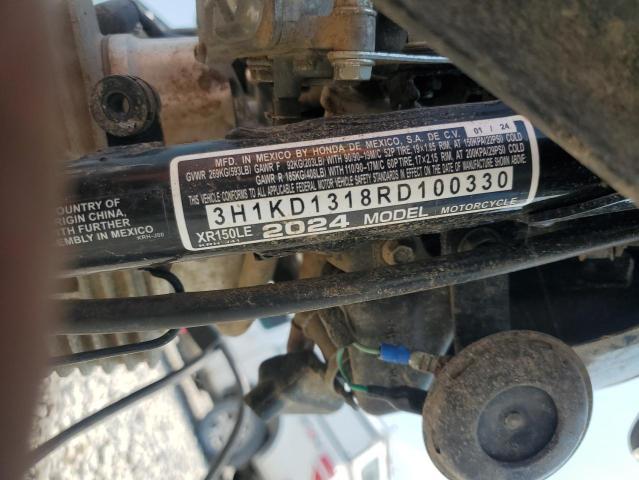 MFD. IN MEXICO BY HONDA DE MEXICO, S.A. DE C.V. 01 / 24
GVWR 269KG(593LB) GAWR F 92KG(203LB) WITH 90/90-19M/C 52P TIRE, 19×1.85 RIM, AT 150KPA(22PSI) COLD
GAWR R 185KG(408LB) WITH 110/90-17M/C 60P TIRE, 17×2.15 RIM, AT 200KPA(29PSI) COLD
THIS VEHICLE CONFORMS TO ALL APPLICABLE FEDERAL MOTOR VEHICLE SAFETY STANDARDS IN EFFECT ON THE DATE OF MANUFACTURE SHOWN ABOVE.
3H1KD1318RD100330
XR150LE 2024 MODEL MOTORCYCLE
KRH-J41
COUNTRY OF
ORIGIN CHINA,
WITH FURTHER
ASSEMBLY IN MEXICO